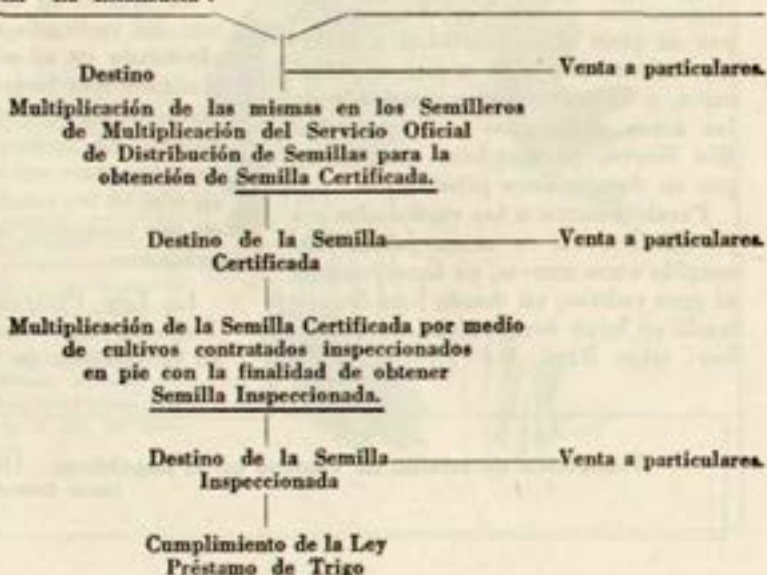 Destino
Venta a particulares.
Multiplicación de las mismas en los Semilleros
de Multiplicación del Servicio Oficial
de Distribución de Semillas para la
obtención de Semilla Certificada.
Destino de la Semilla
Certificada
Venta a particulares.
Multiplicación de la Semilla Certificada por medio
de cultivos contratados inspeccionados
en pie con la finalidad de obtener
Semilla Inspeccionada.
Destino de la Semilla
Inspeccionada
Venta a particulares.
Cumplimiento de la Ley
Préstamo de Trigo